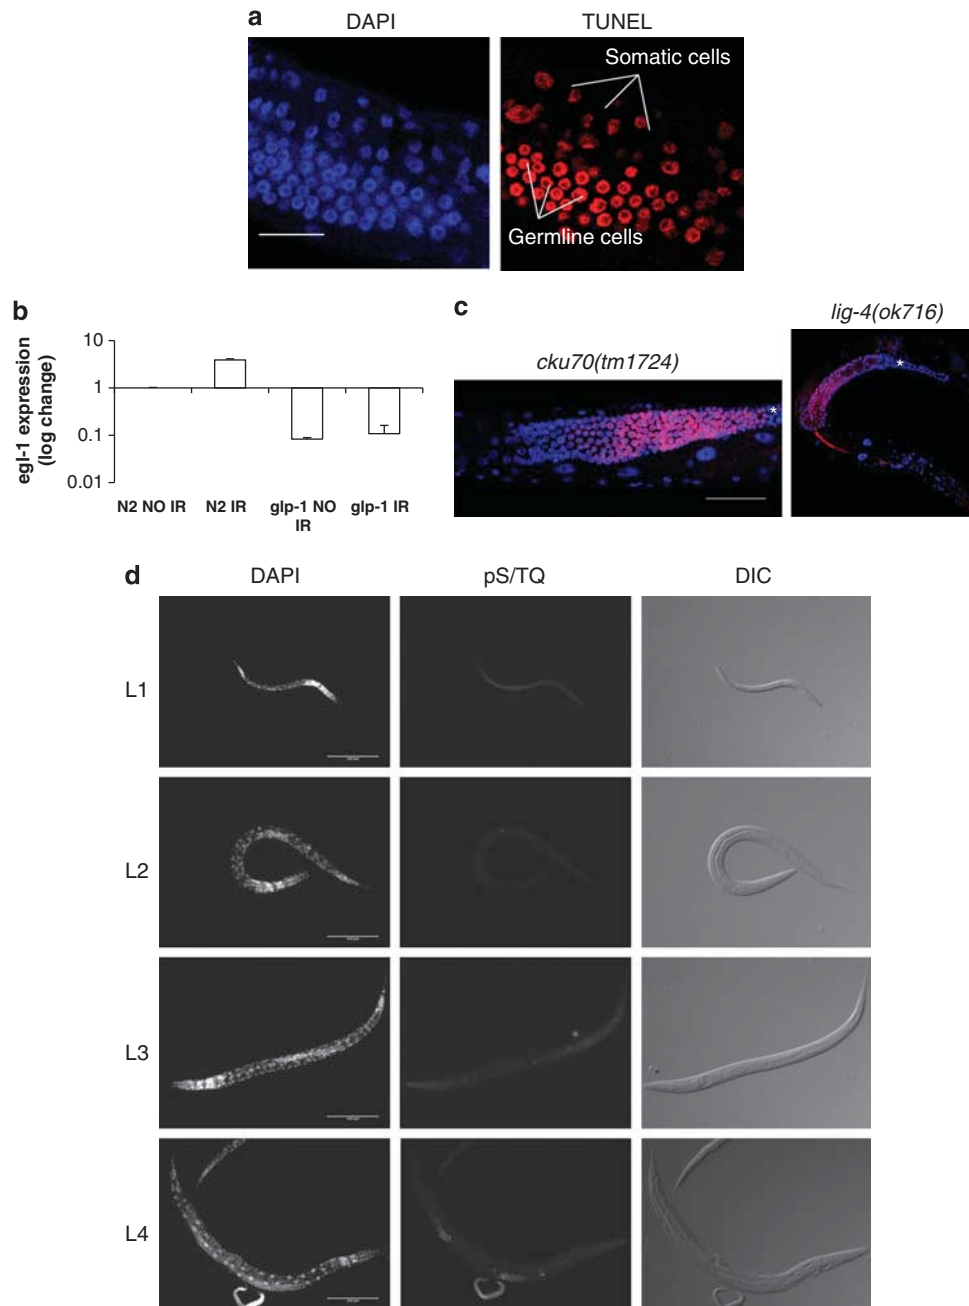 a
DAPI
TUNEL
Somatic cells
Germline cells
b
egl-1 expression
(log change)
10
1
0.1
0.01
N2 NO IR
N2 IR
glp-1 NO
IR
glp-1 IR
c
cku70(tm1724)
*
lig-4(ok716)
*
d
DAPI
pS/TQ
DIC
L1
L2
L3
L4